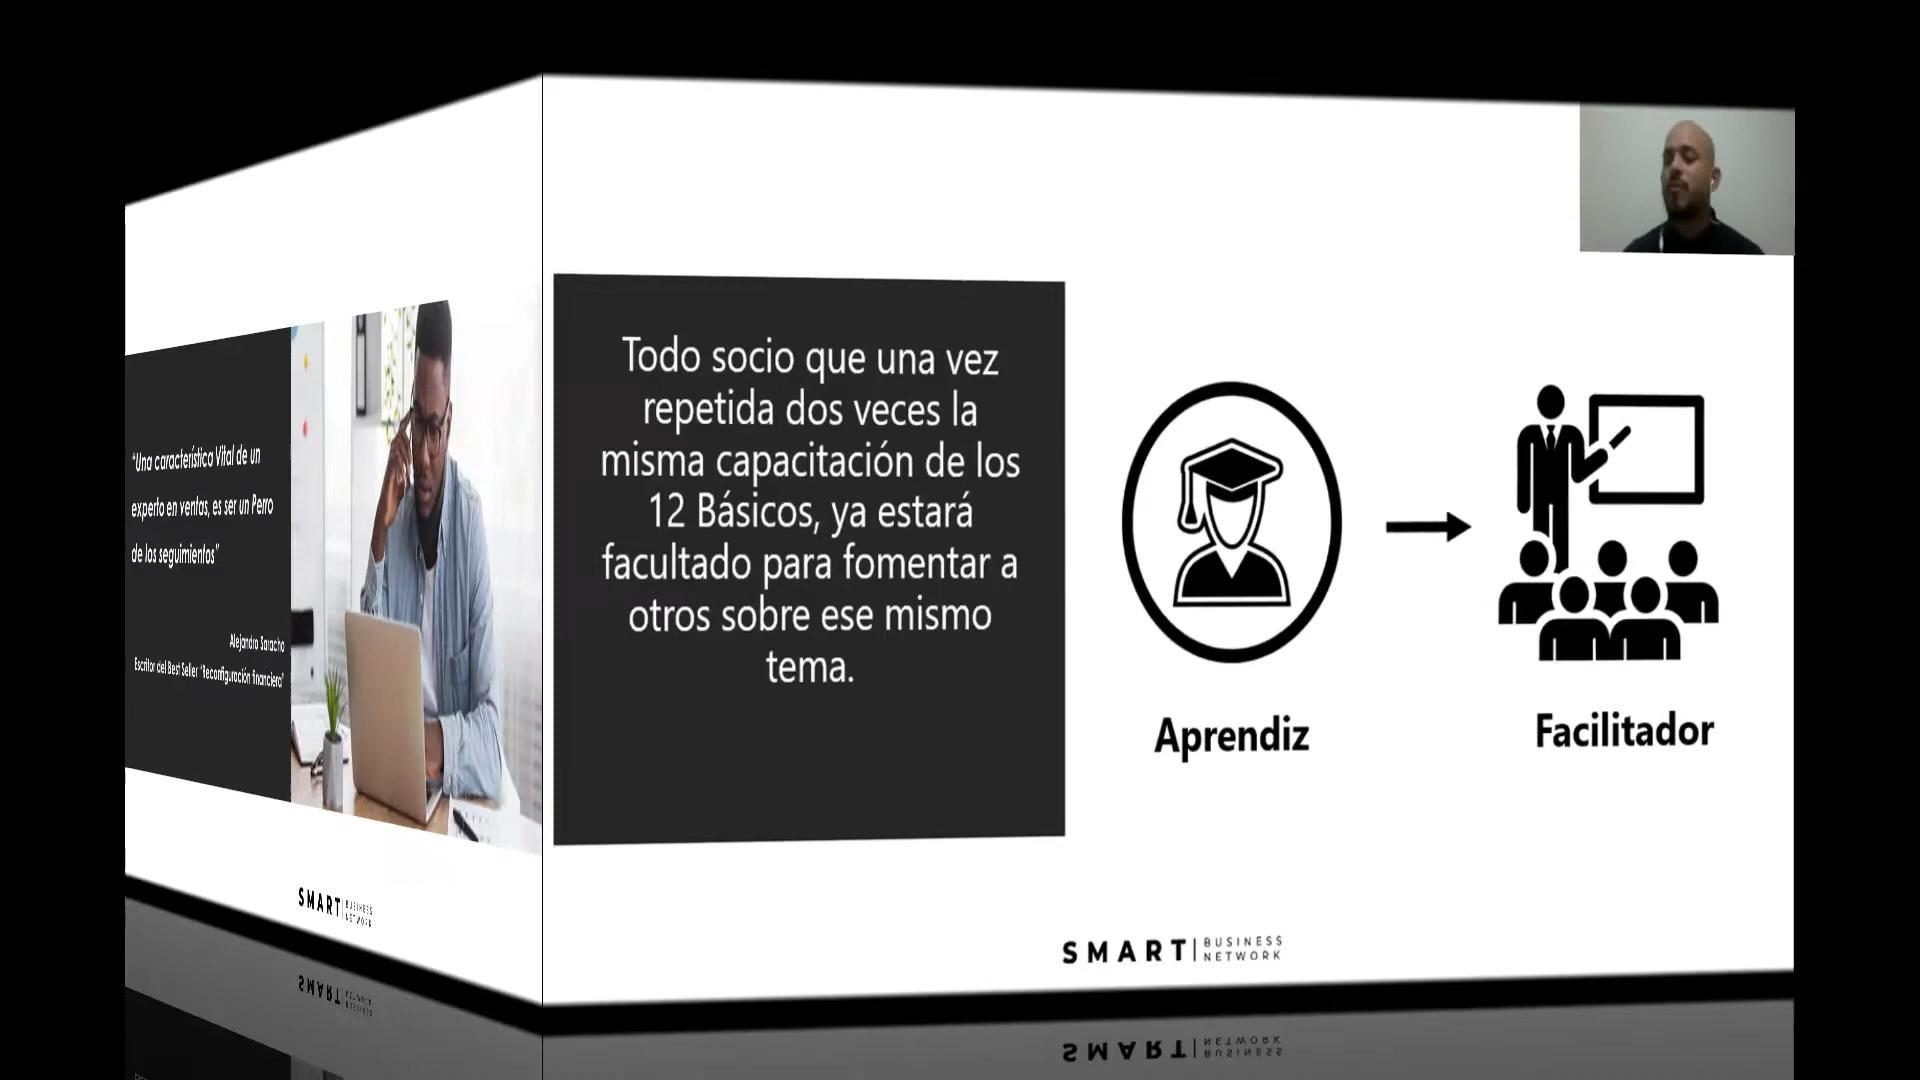 "Una característica Vital de un
experto en ventas, es ser un Perro
de los seguimientos"
Alejandro Saracho
Escritor del Best Seller "Reconfiguración financiera"
SMART BUSINESS
NETWORK
Todo socio que una vez
repetida dos veces la
misma capacitación de los
12 Básicos, ya estará
facultado para fomentar a
otros sobre ese mismo
tema.
Aprendiz
Facilitador
SMART BUSINESS
NETWORK